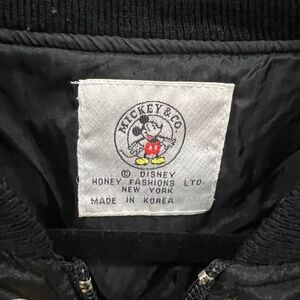 MICKEY & CO
© DISNEY
HONEY FASHIONS LTD.
NEW YORK
MADE IN KOREA